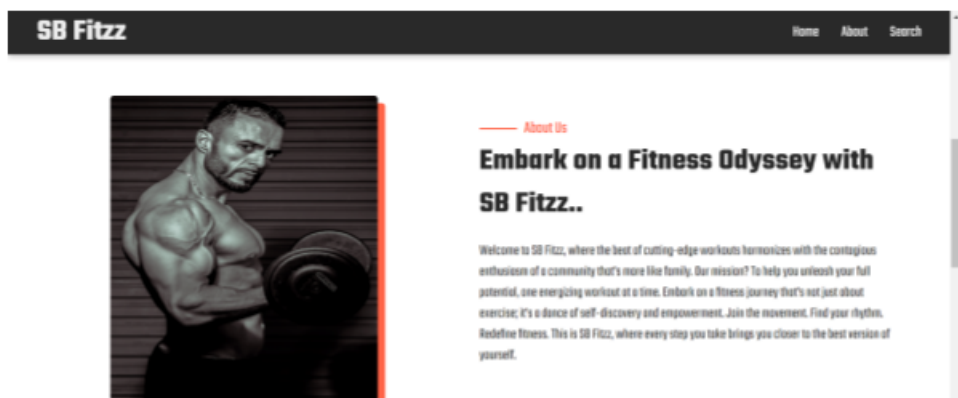 SB Fitzz
Home About Search
About Us
Embark on a Fitness Odyssey with
SB Fitzz..
Welcome to SB Fitzz, where the beat of cutting-edge workouts harmonizes with the contagious
enthusiasm of a community that's more like family. Our mission? To help you unleash your full
potential, one energizing workout at a time. Embark on a fitness journey that's not just about
exercise; it's a dance of self-discovery and empowerment. Join the movement. Find your rhythm.
Redefine fitness. This is SB Fitzz, where every step you take brings you closer to the best version of
yourself.